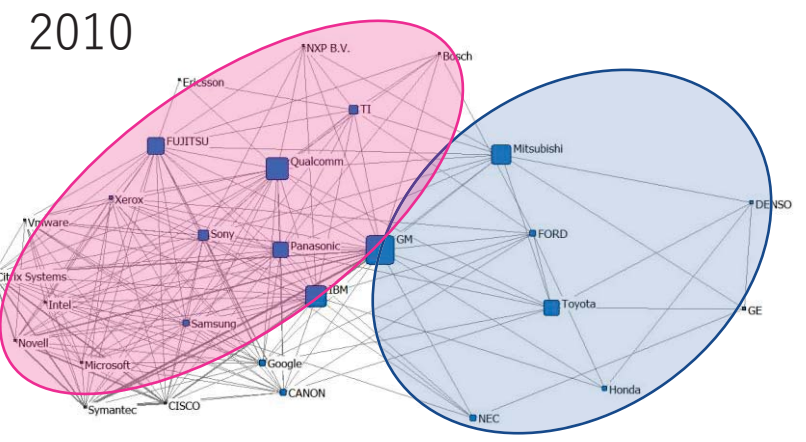 2010
NXP B.V.
Bosch
Ericsson
TI
FUJITSU
Mitsubishi
Qualcomm
Xerox
DENSO
Vmware
Sony
FORD
GM
Panasonic
Citrix Systems
IBM
Intel
Toyota
GE
Samsung
Novell
Microsoft
Google
Honda
CANON
Symantec
CISCO
NEC